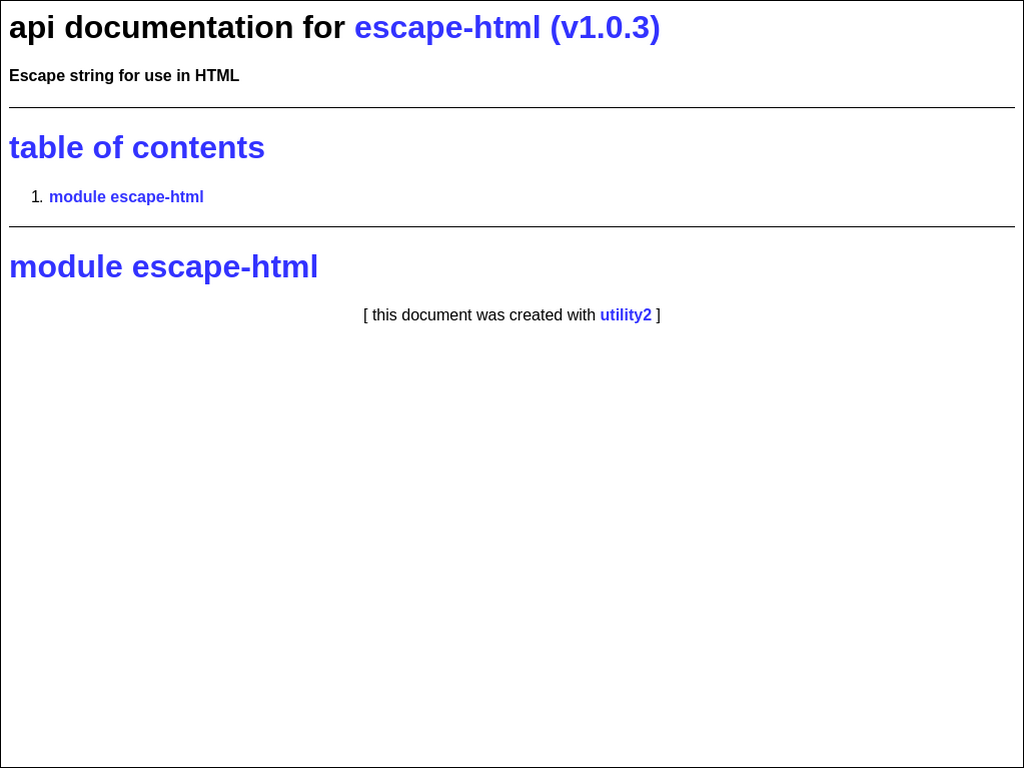 api documentation for escape-html (v1.0.3)
Escape string for use in HTML
table of contents
1. module escape-html
module escape-html
[ this document was created with utility2 ]